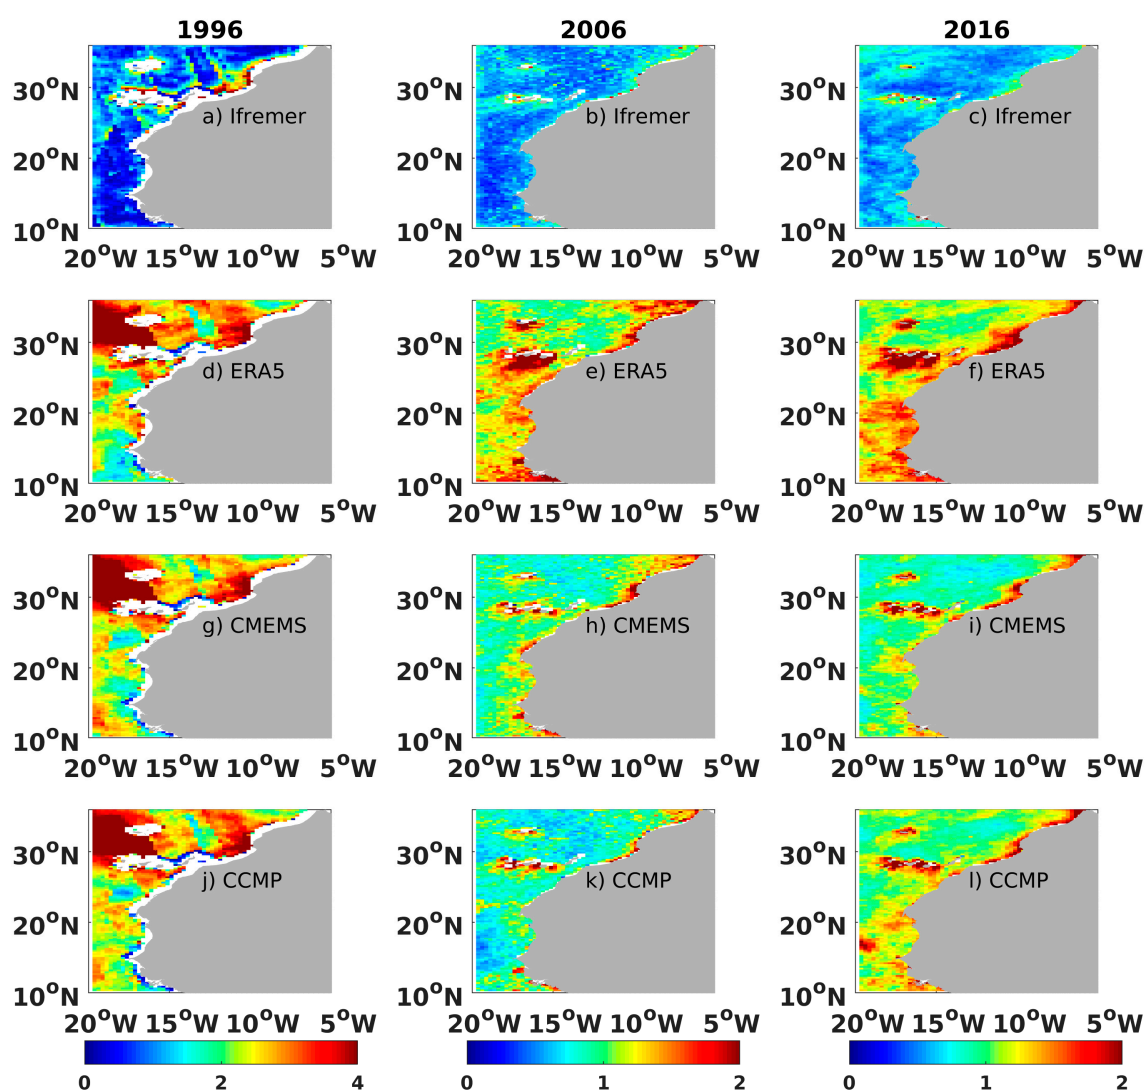 1996 2006 2016
30°N 30°N 30°N
a) Ifremer b) Ifremer c) Ifremer
20°N 20°N 20°N
10°N 10°N 10°N
20°W 15°W 10°W 5°W 20°W 15°W 10°W 5°W 20°W 15°W 10°W 5°W
30°N 30°N 30°N
d) ERA5 e) ERA5 f) ERA5
20°N 20°N 20°N
10°N 10°N 10°N
20°W 15°W 10°W 5°W 20°W 15°W 10°W 5°W 20°W 15°W 10°W 5°W
30°N 30°N 30°N
g) CMEMS h) CMEMS i) CMEMS
20°N 20°N 20°N
10°N 10°N 10°N
20°W 15°W 10°W 5°W 20°W 15°W 10°W 5°W 20°W 15°W 10°W 5°W
30°N 30°N 30°N
j) CCMP k) CCMP l) CCMP
20°N 20°N 20°N
10°N 10°N 10°N
20°W 15°W 10°W 5°W 20°W 15°W 10°W 5°W 20°W 15°W 10°W 5°W
0 2 4 0 1 2 0 1 2